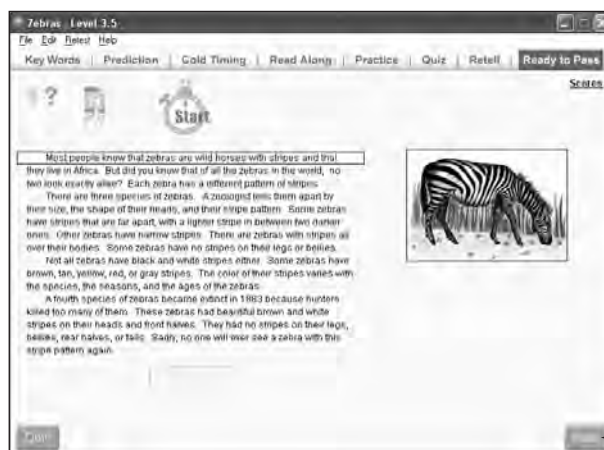 Zebras Level 3.5
File Edit Retest Help
Key Words | Prediction | Cold Timing | Read Along | Practice | Quiz | Retell | Ready to Pass
Scores
?
Start
Most people know that zebras are wild horses with stripes and that
they live in Africa. But did you know that of all the zebras in the world, no
two look exactly alike? Each zebra has a different pattern of stripes.
There are three species of zebras. A zoologist tells them apart by
their size, the shape of their heads, and their stripe pattern. Some zebras
have stripes that are far apart, with a lighter stripe in between two darker
ones. Other zebras have narrow stripes. There are zebras with stripes all
over their bodies. Some zebras have no stripes on their legs or bellies.
Not all zebras have black and white stripes either. Some zebras have
brown, tan, yellow, red, or gray stripes. The color of their stripes varies with
the species, the seasons, and the ages of the zebras.
A fourth species of zebras became extinct in 1883 because hunters
killed too many of them. These zebras had beautiful brown and white
stripes on their heads and front halves. They had no stripes on their legs,
bellies, rear halves, or tails. Sadly, no one will ever see a zebra with this
stripe pattern again.